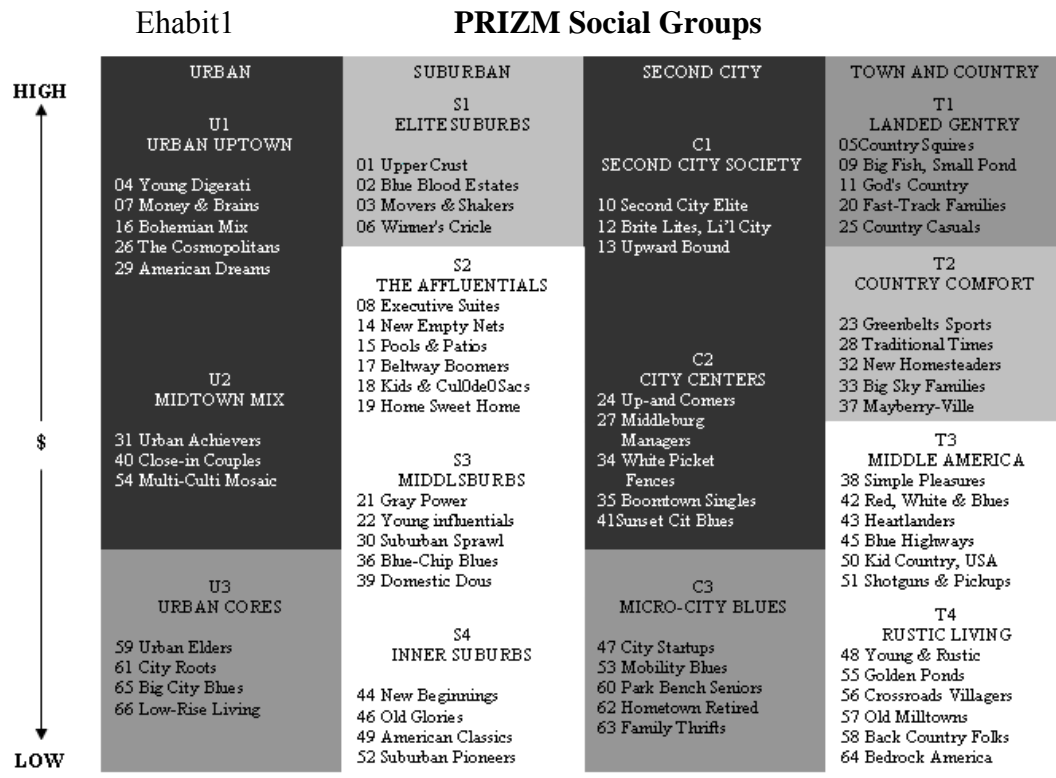 Ehabit1
PRIZM Social Groups
HIGH
$
LOW
URBAN
U1
URBAN UPTOWN
04 Young Digerati
07 Money & Brains
16 Bohemian Mix
26 The Cosmopolitans
29 American Dreams
U2
MIDTOWN MIX
31 Urban Achievers
40 Close-in Couples
54 Multi-Culti Mosaic
U3
URBAN CORES
59 Urban Elders
61 City Roots
65 Big City Blues
66 Low-Rise Living
SUBURBAN
S1
ELITE SUBURBS
01 Upper Crust
02 Blue Blood Estates
03 Movers & Shakers
06 Winner's Cricle
S2
THE AFFLUENTIALS
08 Executive Suites
14 New Empty Nets
15 Pools & Patios
17 Beltway Boomers
18 Kids & Cul0de0Sacs
19 Home Sweet Home
S3
MIDDLSBURBS
21 Gray Power
22 Young influentials
30 Suburban Sprawl
36 Blue-Chip Blues
39 Domestic Dous
S4
INNER SUBURBS
44 New Beginnings
46 Old Glories
49 American Classics
52 Suburban Pioneers
SECOND CITY
C1
SECOND CITY SOCIETY
10 Second City Elite
12 Brite Lites, Li'l City
13 Upward Bound
C2
CITY CENTERS
24 Up-and Comers
27 Middleburg
Managers
34 White Picket
Fences
35 Boomtown Singles
41Sunset Cit Blues
C3
MICRO-CITY BLUES
47 City Startups
53 Mobility Blues
60 Park Bench Seniors
62 Hometown Retired
63 Family Thrifts
TOWN AND COUNTRY
T1
LANDED GENTRY
05Country Squires
09 Big Fish, Small Pond
11 God's Country
20 Fast-Track Families
25 Country Casuals
T2
COUNTRY COMFORT
23 Greenbelts Sports
28 Traditional Times
32 New Homesteaders
33 Big Sky Families
37 Mayberry-Ville
T3
MIDDLE AMERICA
38 Simple Pleasures
42 Red, White & Blues
43 Heartlanders
45 Blue Highways
50 Kid Country, USA
51 Shotguns & Pickups
T4
RUSTIC LIVING
48 Young & Rustic
55 Golden Ponds
56 Crossroads Villagers
57 Old Milltowns
58 Back Country Folks
64 Bedrock America